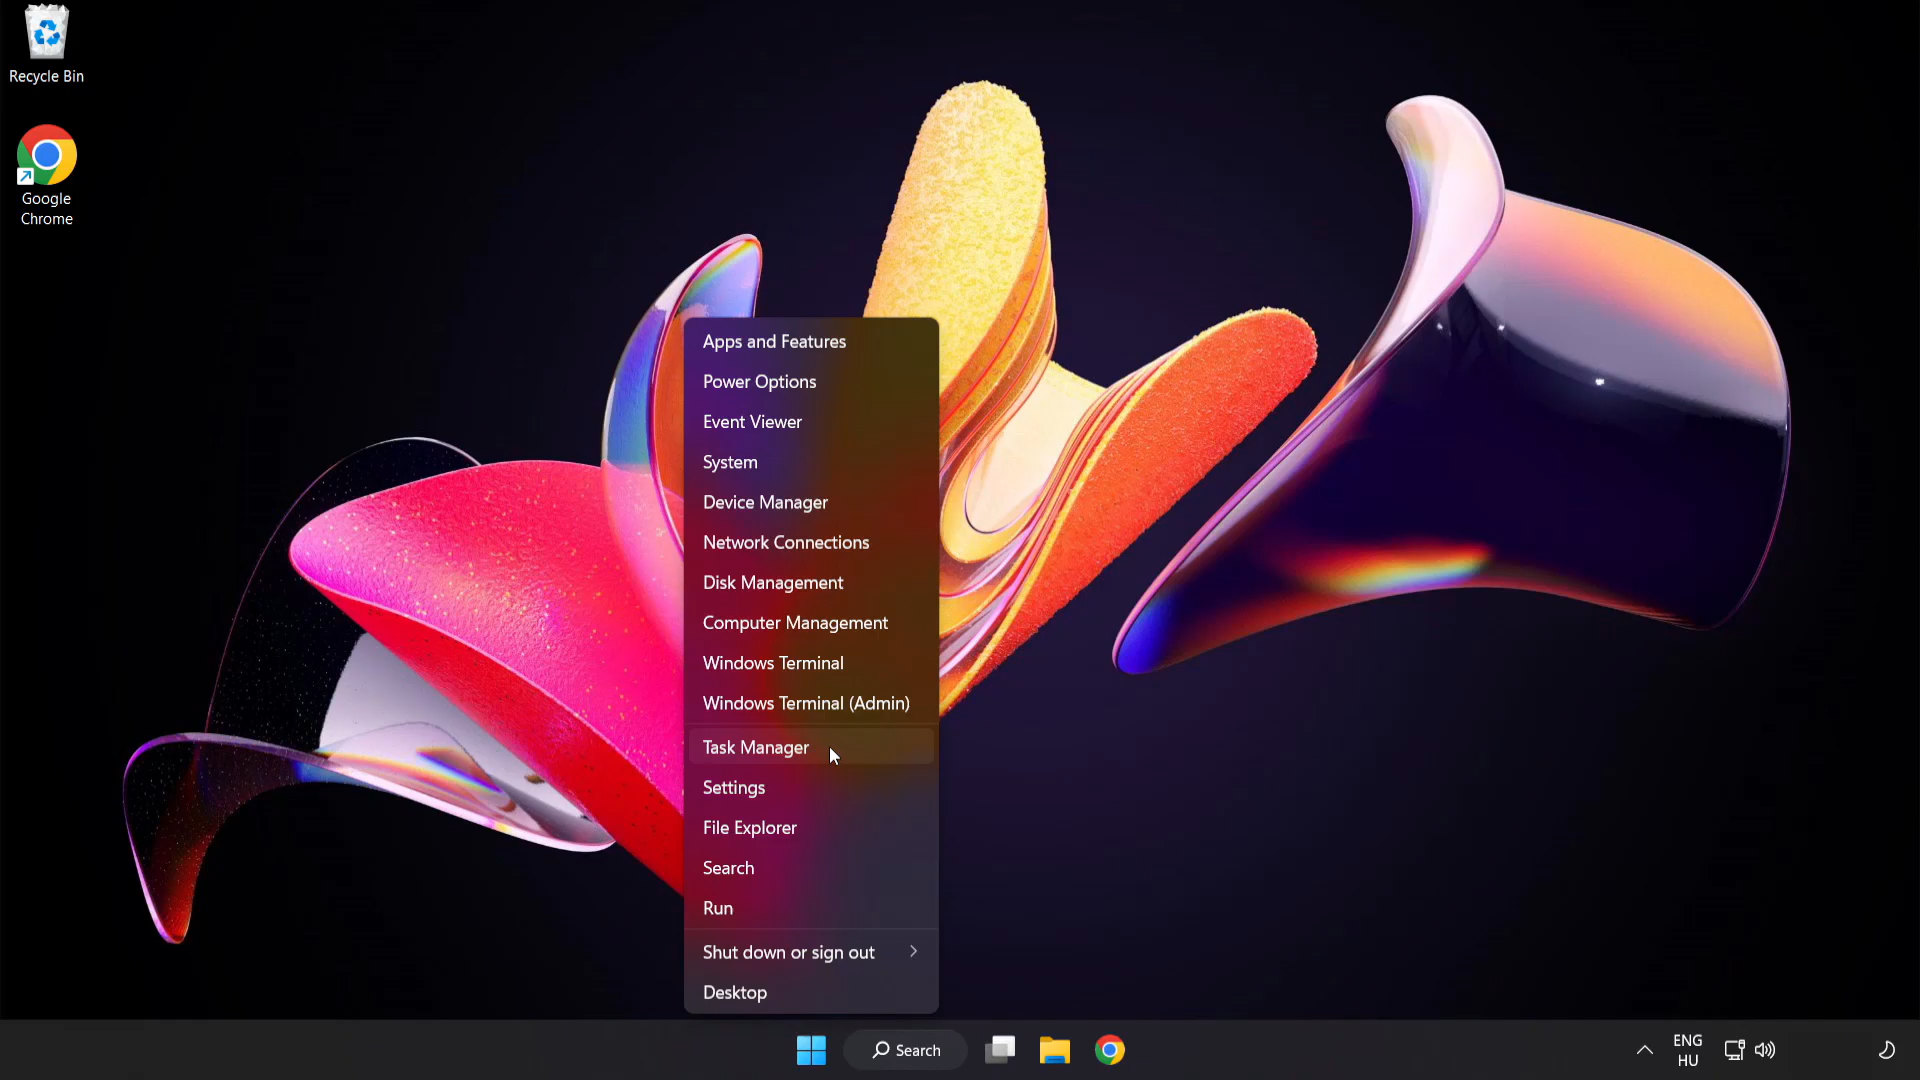 Recycle Bin
Google
Chrome
Apps and Features
Power Options
Event Viewer
System
Device Manager
Network Connections
Disk Management
Computer Management
Windows Terminal
Windows Terminal (Admin)
Task Manager
Settings
File Explorer
Search
Run
Shut down or sign out
Desktop
Search
ENG
HU